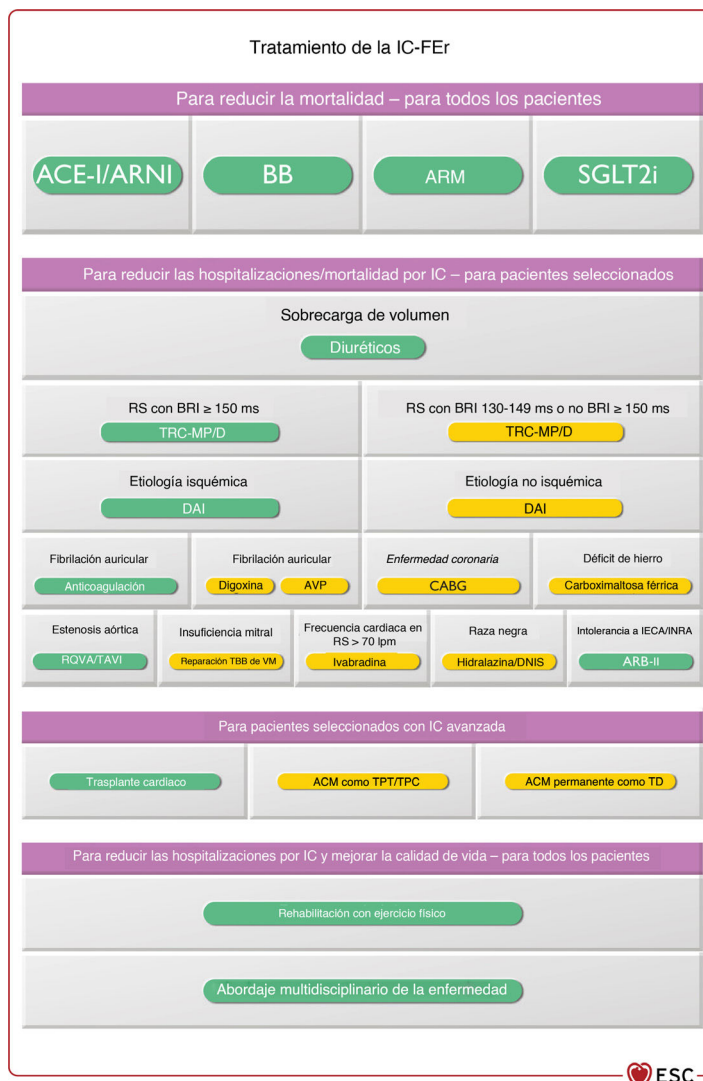 Tratamiento de la IC-FEr
Para reducir la mortalidad – para todos los pacientes
ACE-I/ARNI
BB
ARM
SGLT2i
Para reducir las hospitalizaciones/mortalidad por IC – para pacientes seleccionados
Sobrecarga de volumen
Diuréticos
RS con BRI ≥ 150 ms
TRC-MP/D
RS con BRI 130-149 ms o no BRI ≥ 150 ms
TRC-MP/D
Etiología isquémica
DAI
Etiología no isquémica
DAI
Fibrilación auricular
Anticoagulación
Fibrilación auricular
Digoxina
AVP
Enfermedad coronaria
CABG
Déficit de hierro
Carboximaltosa férrica
Estenosis aórtica
RQVA/TAVI
Insuficiencia mitral
Reparación TBB de VM
Frecuencia cardiaca en
RS > 70 lpm
Ivabradina
Raza negra
Hidralazina/DNIS
Intolerancia a IECA/INRA
ARB-II
Para pacientes seleccionados con IC avanzada
Trasplante cardiaco
ACM como TPT/TPC
ACM permanente como TD
Para reducir las hospitalizaciones por IC y mejorar la calidad de vida – para todos los pacientes
Rehabilitación con ejercicio físico
Abordaje multidisciplinario de la enfermedad
ESC